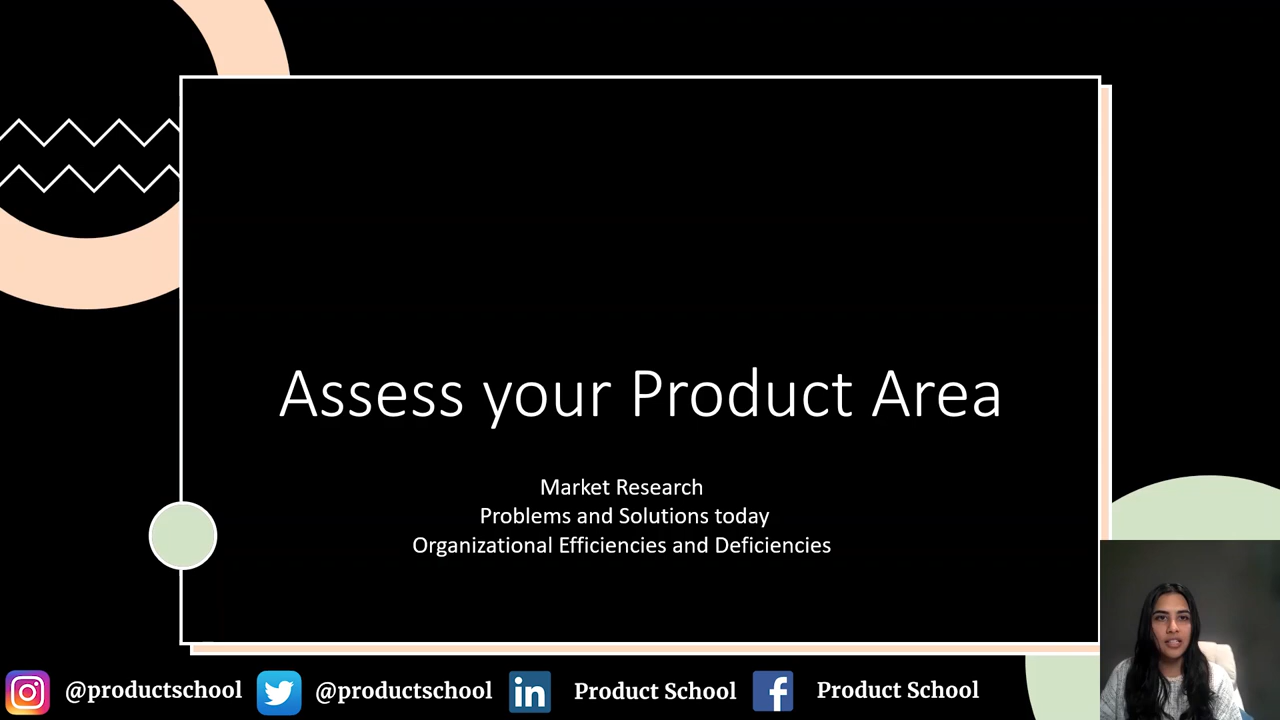 Assess your Product Area
Market Research
Problems and Solutions today
Organizational Efficiencies and Deficiencies
@productschool
@productschool
in
Product School
f
Product School